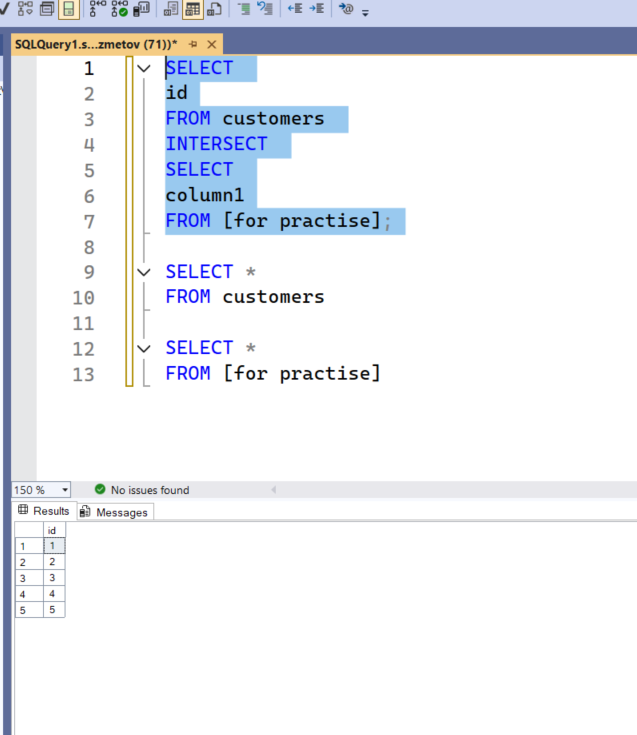 SQLQuery1.s...zmetov (71))*
1 SELECT
2 id
3 FROM customers
4 INTERSECT
5 SELECT
6 column1
7 FROM [for practise];
8
9 SELECT *
10 FROM customers
11
12 SELECT *
13 FROM [for practise]
150 % No issues found
Results Messages
id
1 1
2 2
3 3
4 4
5 5